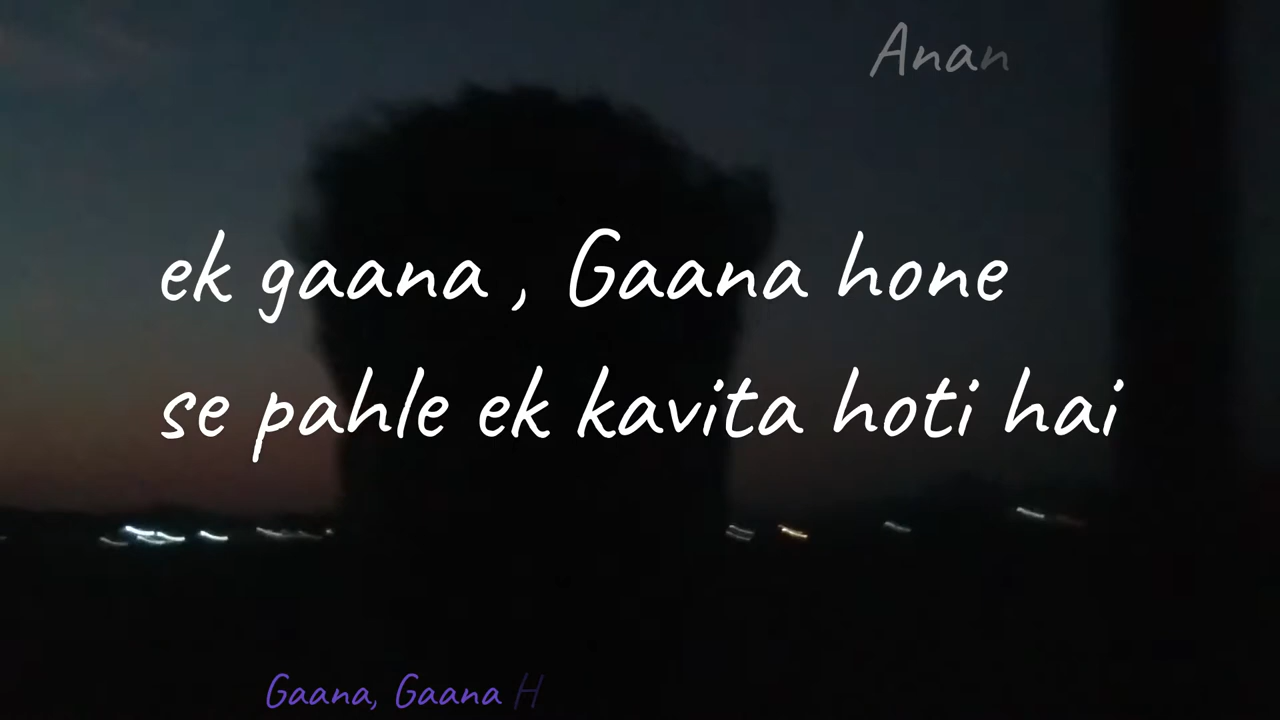 Anan
ek gaana , Gaana hone
se pahle ek kavita hoti hai
Gaana, Gaana H